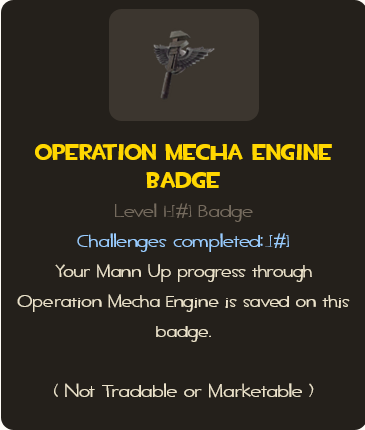 OPERATION MECHA ENGINE
BADGE
Level 1-[#] Badge
Challenges completed: [#]
Your Mann Up progress through
Operation Mecha Engine is saved on this
badge.
( Not Tradable or Marketable )